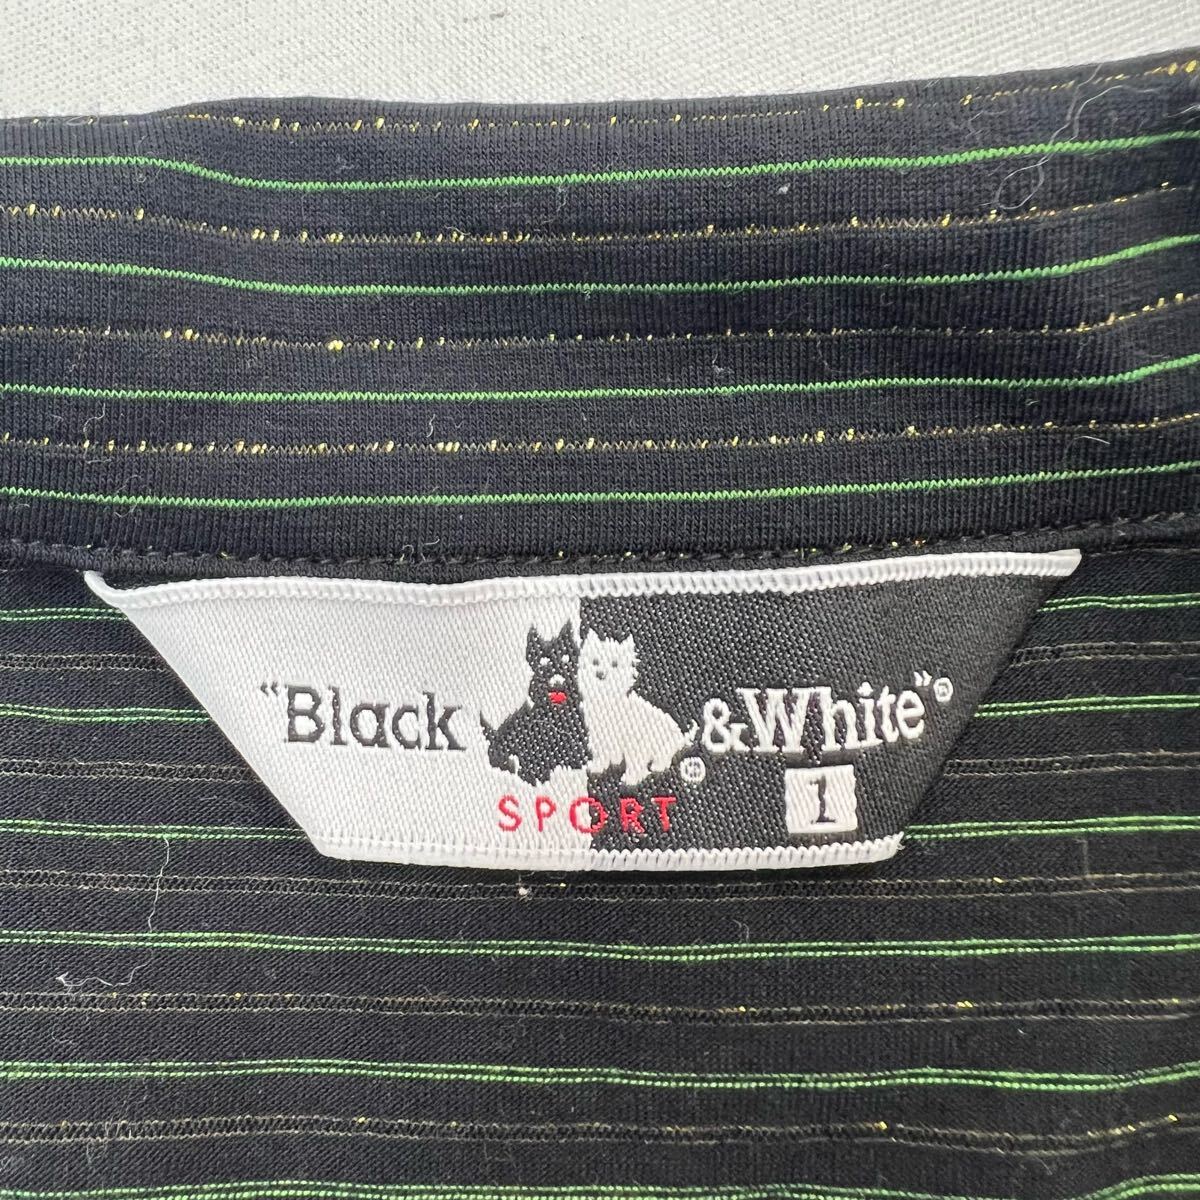 "Black & White"®
®
SPORT
1